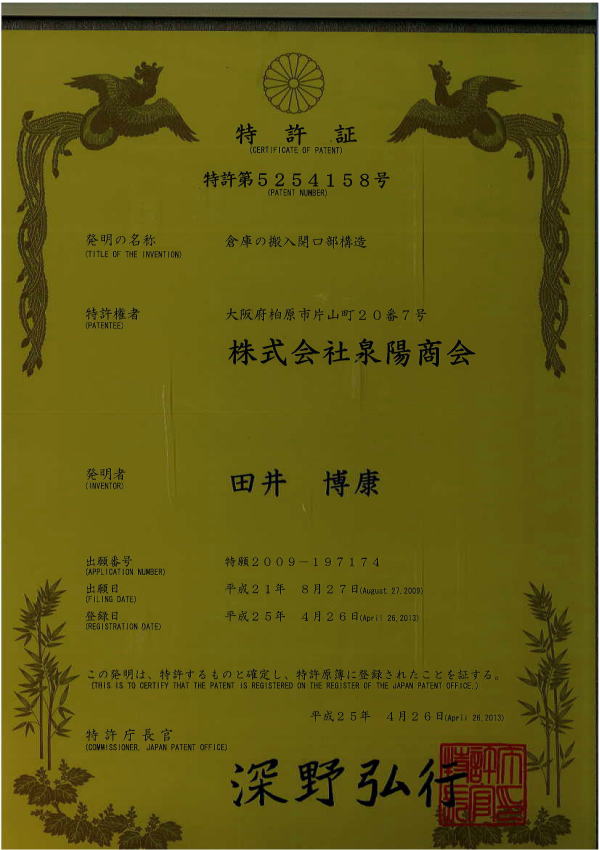 特許証
(CERTIFICATE OF PATENT)
特許第5254158号
(PATENT NUMBER)
発明の名称 倉庫の搬入開口部構造
(TITLE OF THE INVENTION)
特許権者 大阪府柏原市片山町20番7号
(PATENTEE)
株式会社泉陽商会
発明者 田井 博康
(INVENTOR)
出願番号 特願2009-197174
(APPLICATION NUMBER)
出願日 平成21年 8月27日(August 27,2009)
(FILING DATE)
登録日 平成25年 4月26日(April 26,2013)
(REGISTRATION DATE)
この発明は、特許するものと確定し、特許原簿に登録されたことを証する。
(THIS IS TO CERTIFY THAT THE PATENT IS REGISTERED ON THE REGISTER OF THE JAPAN PATENT OFFICE.)
平成25年 4月26日(April 26,2013)
特許庁長官
(COMMISSIONER, JAPAN PATENT OFFICE)
深野弘行